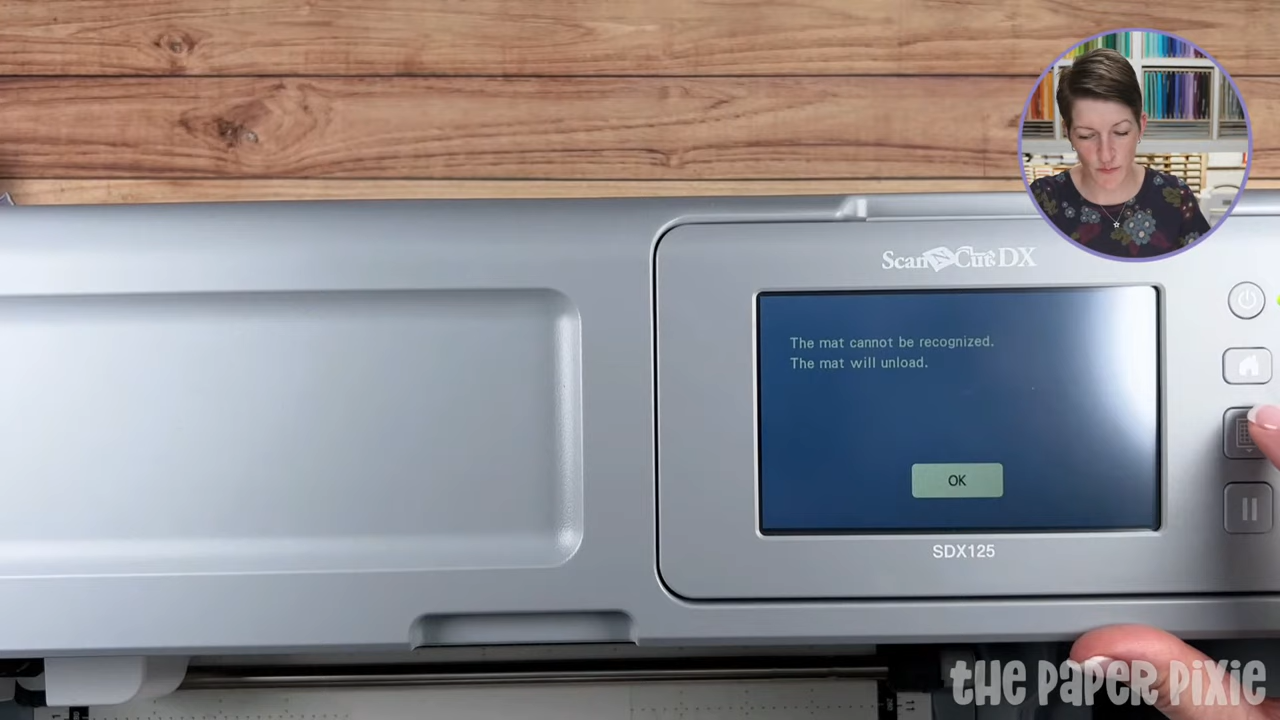 ScanNCut DX
The mat cannot be recognized.
The mat will unload.
OK
SDX125
the paper pixie